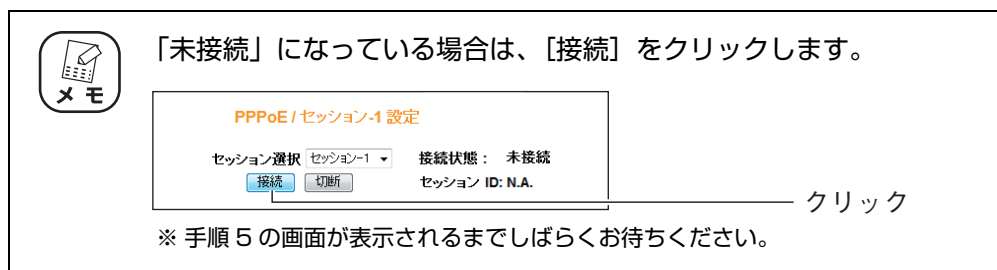 「未接続」になっている場合は、［接続］をクリックします。
メモ
PPPoE / セッション-1 設定
セッション選択 セッション-1 接続状態： 未接続
接続 切断 セッション ID: N.A.
クリック
※ 手順 5 の画面が表示されるまでしばらくお待ちください。